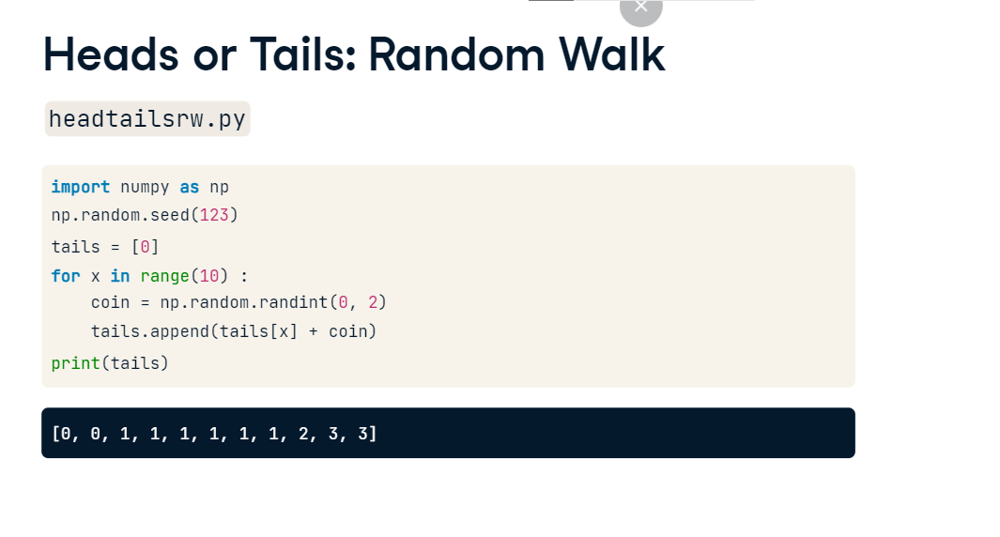 Heads or Tails: Random Walk
headtailsrw.py
import numpy as np
np.random.seed(123)
tails = [0]
for x in range(10) :
    coin = np.random.randint(0, 2)
    tails.append(tails[x] + coin)
print(tails)
[0, 0, 1, 1, 1, 1, 1, 1, 2, 3, 3]